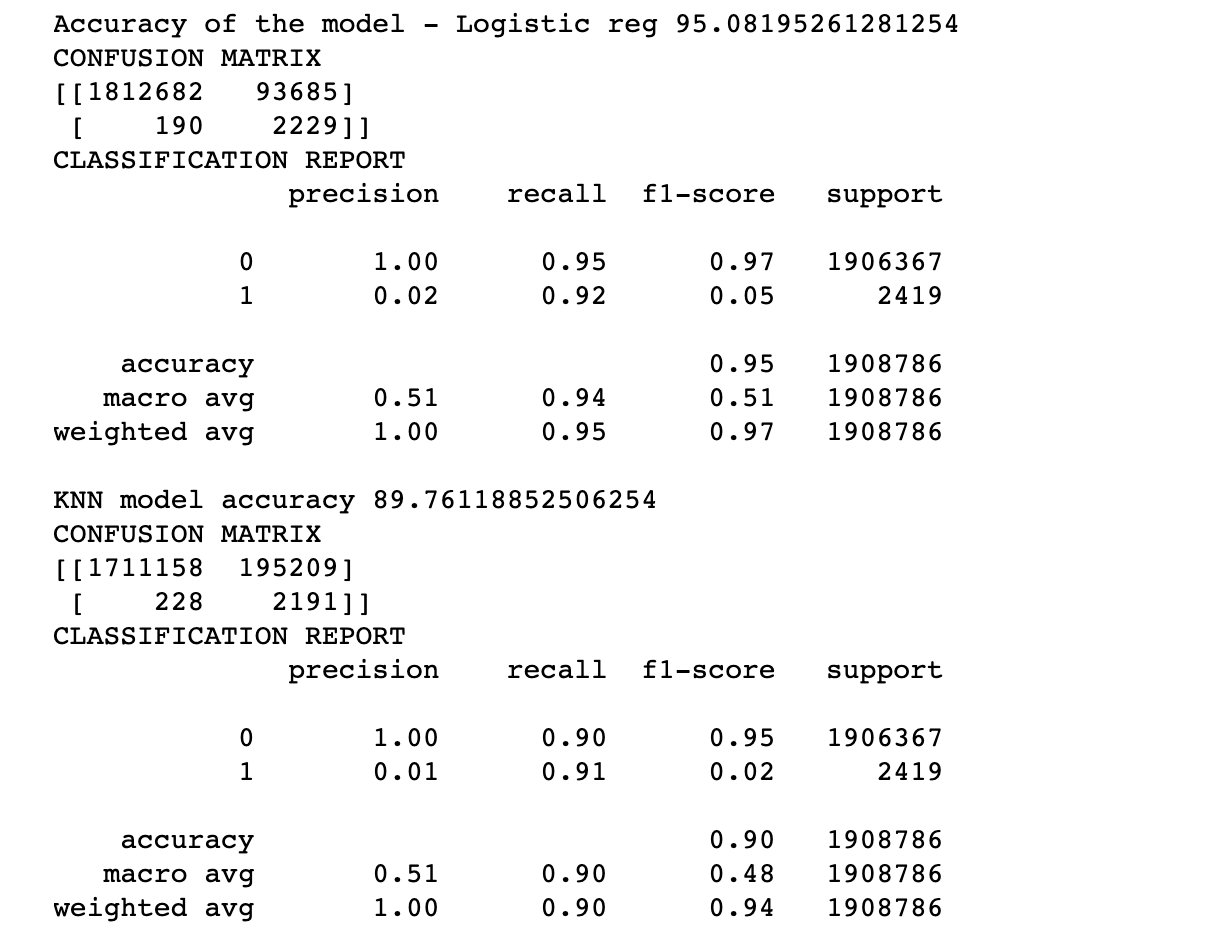 Accuracy of the model - Logistic reg 95.08195261281254
CONFUSION MATRIX
[[1812682 93685]
[ 190 2229]]
CLASSIFICATION REPORT
precision recall f1-score support
0 1.00 0.95 0.97 1906367
1 0.02 0.92 0.05 2419
accuracy 0.95 1908786
macro avg 0.51 0.94 0.51 1908786
weighted avg 1.00 0.95 0.97 1908786
KNN model accuracy 89.76118852506254
CONFUSION MATRIX
[[1711158 195209]
[ 228 2191]]
CLASSIFICATION REPORT
precision recall f1-score support
0 1.00 0.90 0.95 1906367
1 0.01 0.91 0.02 2419
accuracy 0.90 1908786
macro avg 0.51 0.90 0.48 1908786
weighted avg 1.00 0.90 0.94 1908786